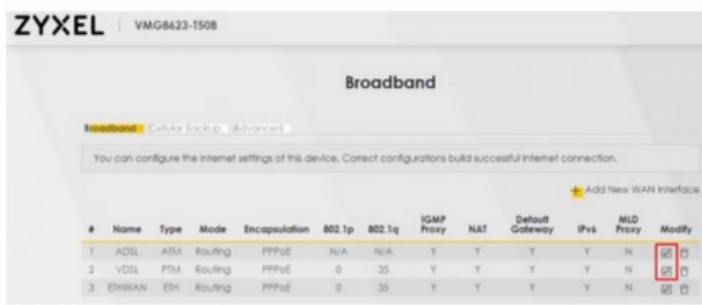 ZYXEL VMG8623-T50B
Broadband
Broadband Cellular Backup Advanced
You can configure the Internet settings of this device. Correct configurations build successful Internet connection.
+ Add New WAN Interface
# Name Type Mode Encapsulation 802.1p 802.1q IGMP Proxy NAT Default Gateway IPv6 MLD Proxy Modify
1 ADSL ATM Routing PPPoE N/A N/A Y Y Y Y N
2 VDSL PTM Routing PPPoE 0 35 Y Y Y Y N
3 ETHWAN ETH Routing PPPoE 0 35 Y Y Y Y N